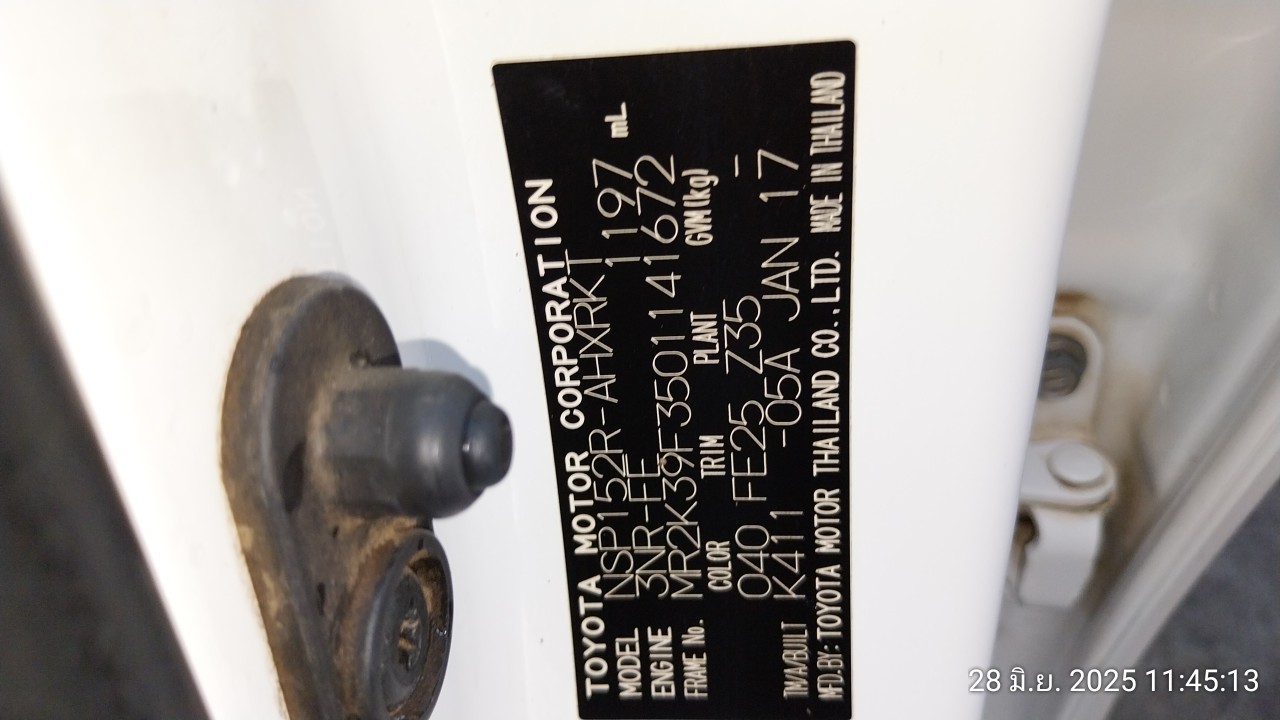 TOYOTA MOTOR CORPORATION
MODEL NSP152R-AHXRKT 1197 mL
ENGINE 3NR-FE
FRAME No. MR2K39F3501141672
COLOR TRIM PLANT GVM(kg)
040 FE25 Z35 -
TM/A/BUILT K411 -05A JAN 17
MFD.BY: TOYOTA MOTOR THAILAND CO.,LTD. MADE IN THAILAND
28 มิ.ย. 2025 11:45:13